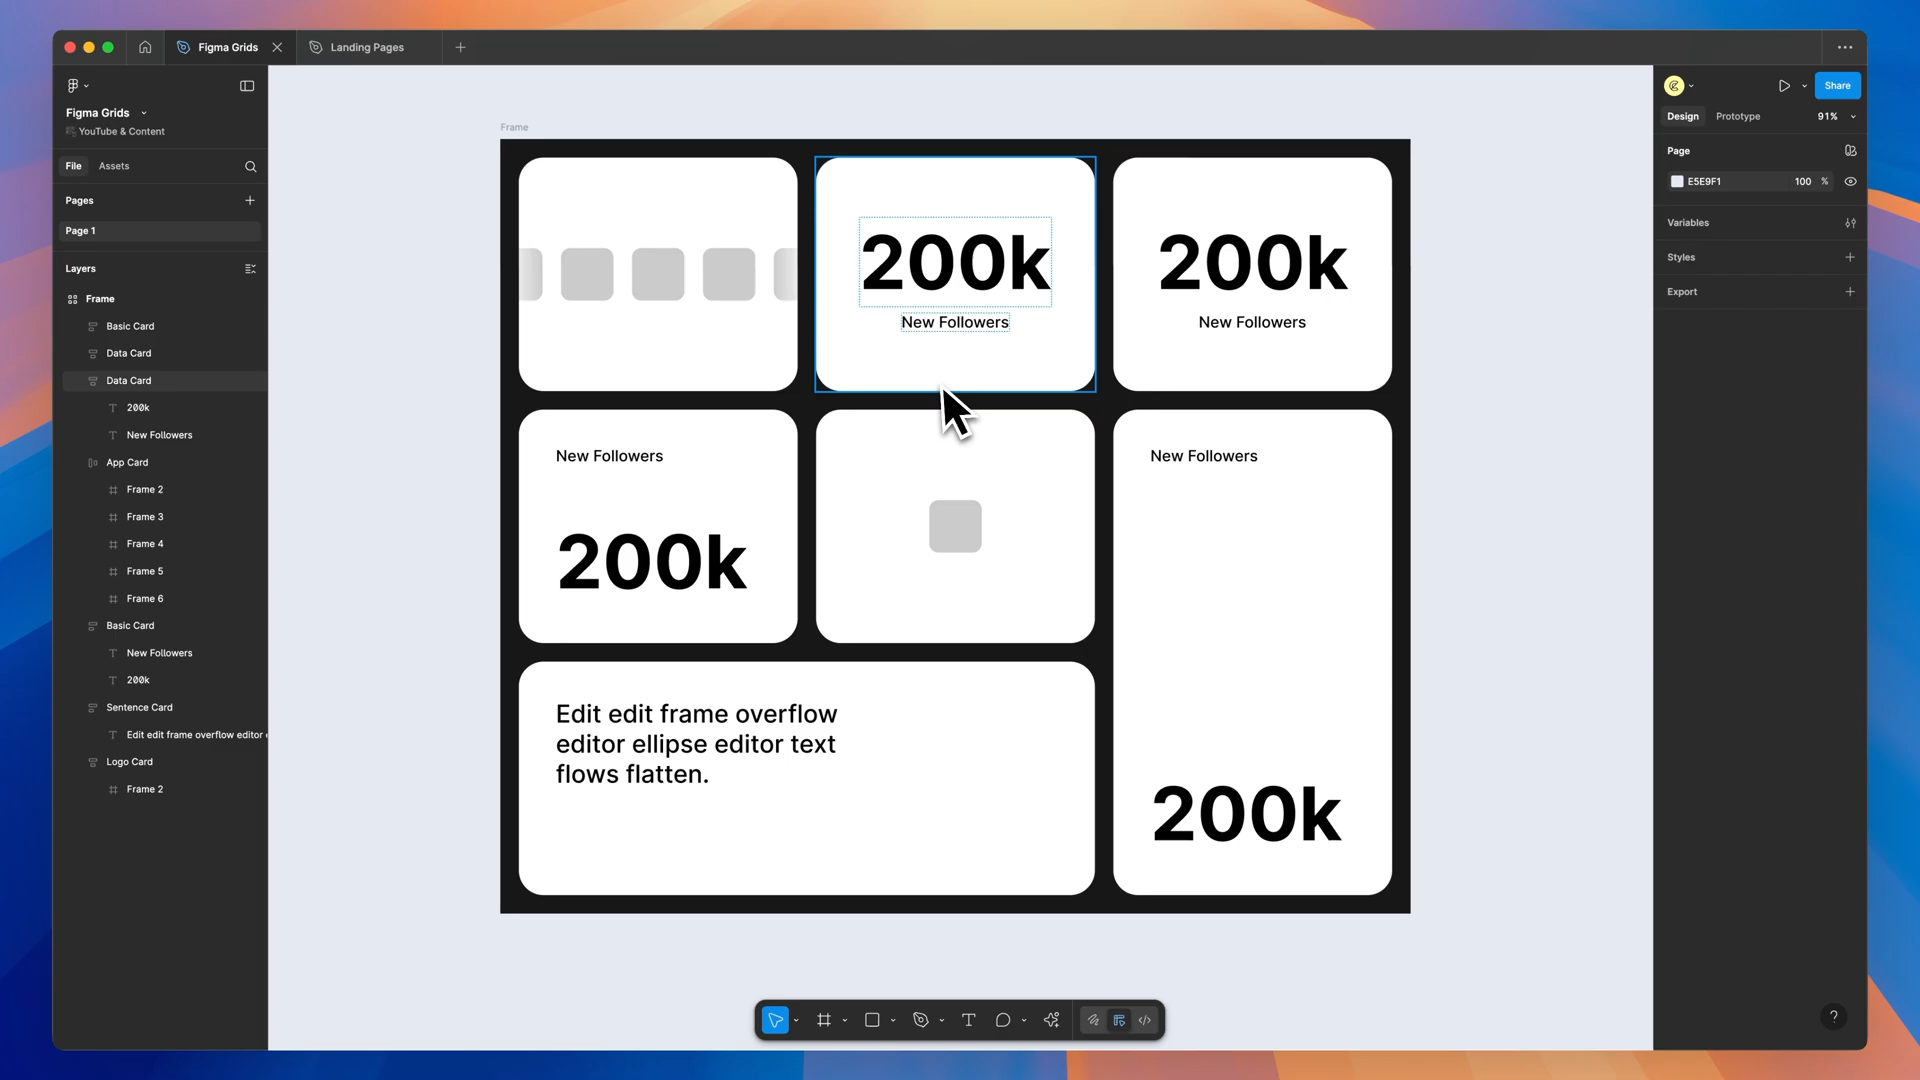 Figma Grids
Landing Pages
Figma Grids
YouTube & Content
File
Assets
Pages
Page 1
Layers
Frame
Basic Card
Data Card
Data Card
200k
New Followers
App Card
Frame 2
Frame 3
Frame 4
Frame 5
Frame 6
Basic Card
New Followers
200k
Sentence Card
Edit edit frame overflow editor e
Logo Card
Frame 2
Frame
200k
New Followers
200k
New Followers
New Followers
200k
New Followers
200k
Edit edit frame overflow
editor ellipse editor text
flows flatten.
Share
Design
Prototype
91%
Page
E5E9F1
100 %
Variables
Styles
Export
?